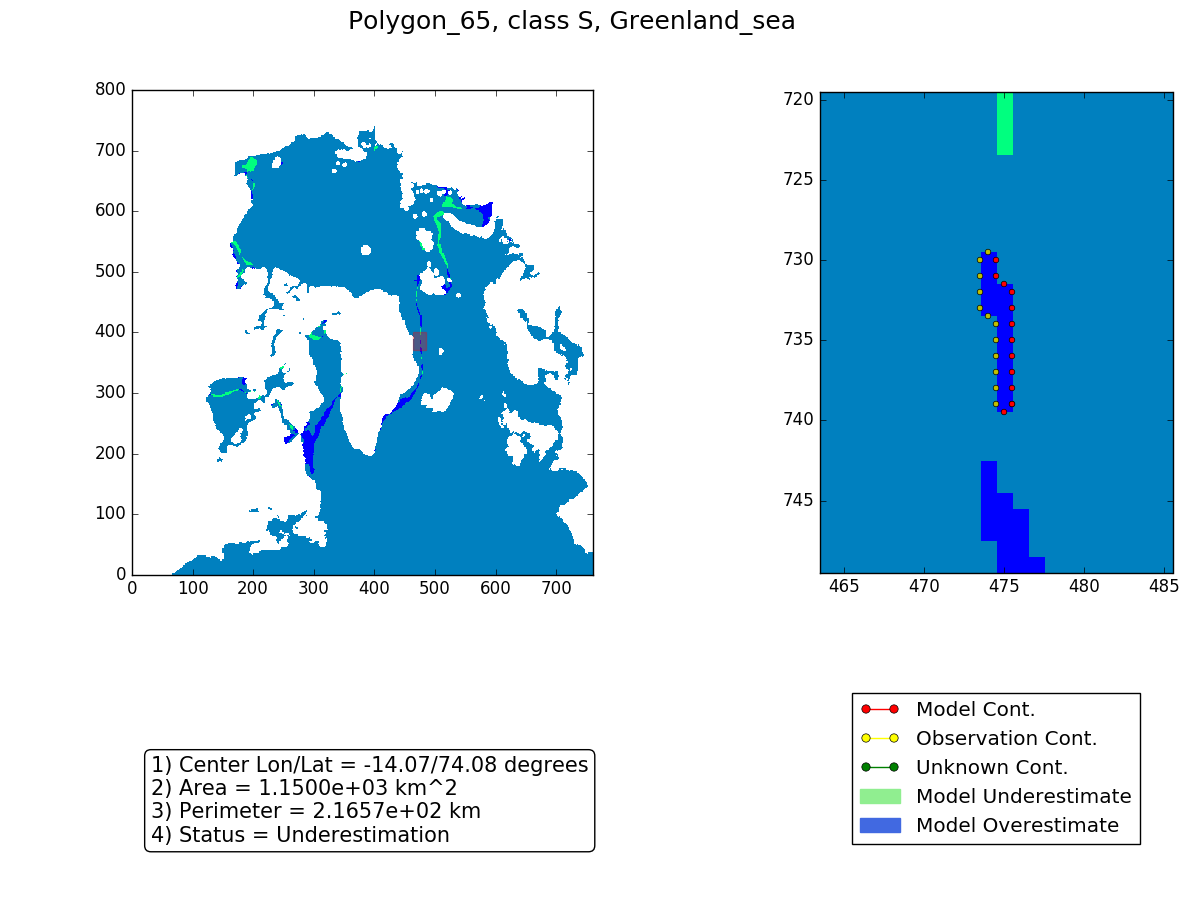 Polygon_65, class S, Greenland_sea
800
700
600
500
400
300
200
100
0
0 100 200 300 400 500 600 700
720
725
730
735
740
745
465 470 475 480 485
1) Center Lon/Lat = -14.07/74.08 degrees
2) Area = 1.1500e+03 km^2
3) Perimeter = 2.1657e+02 km
4) Status = Underestimation
Model Cont.
Observation Cont.
Unknown Cont.
Model Underestimate
Model Overestimate